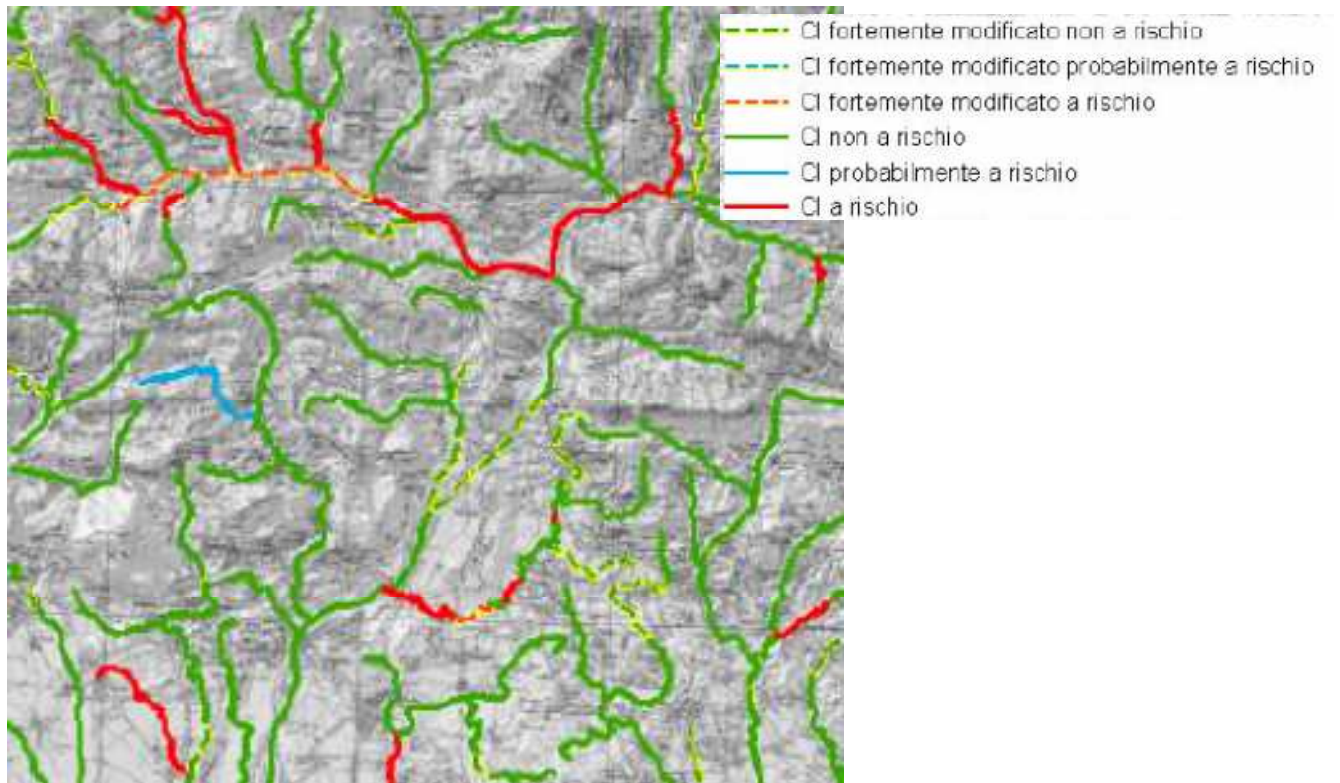 CI fortemente modificato non a rischio
CI fortemente modificato probabilmente a rischio
CI fortemente modificato a rischio
CI non a rischio
CI probabilmente a rischio
CI a rischio